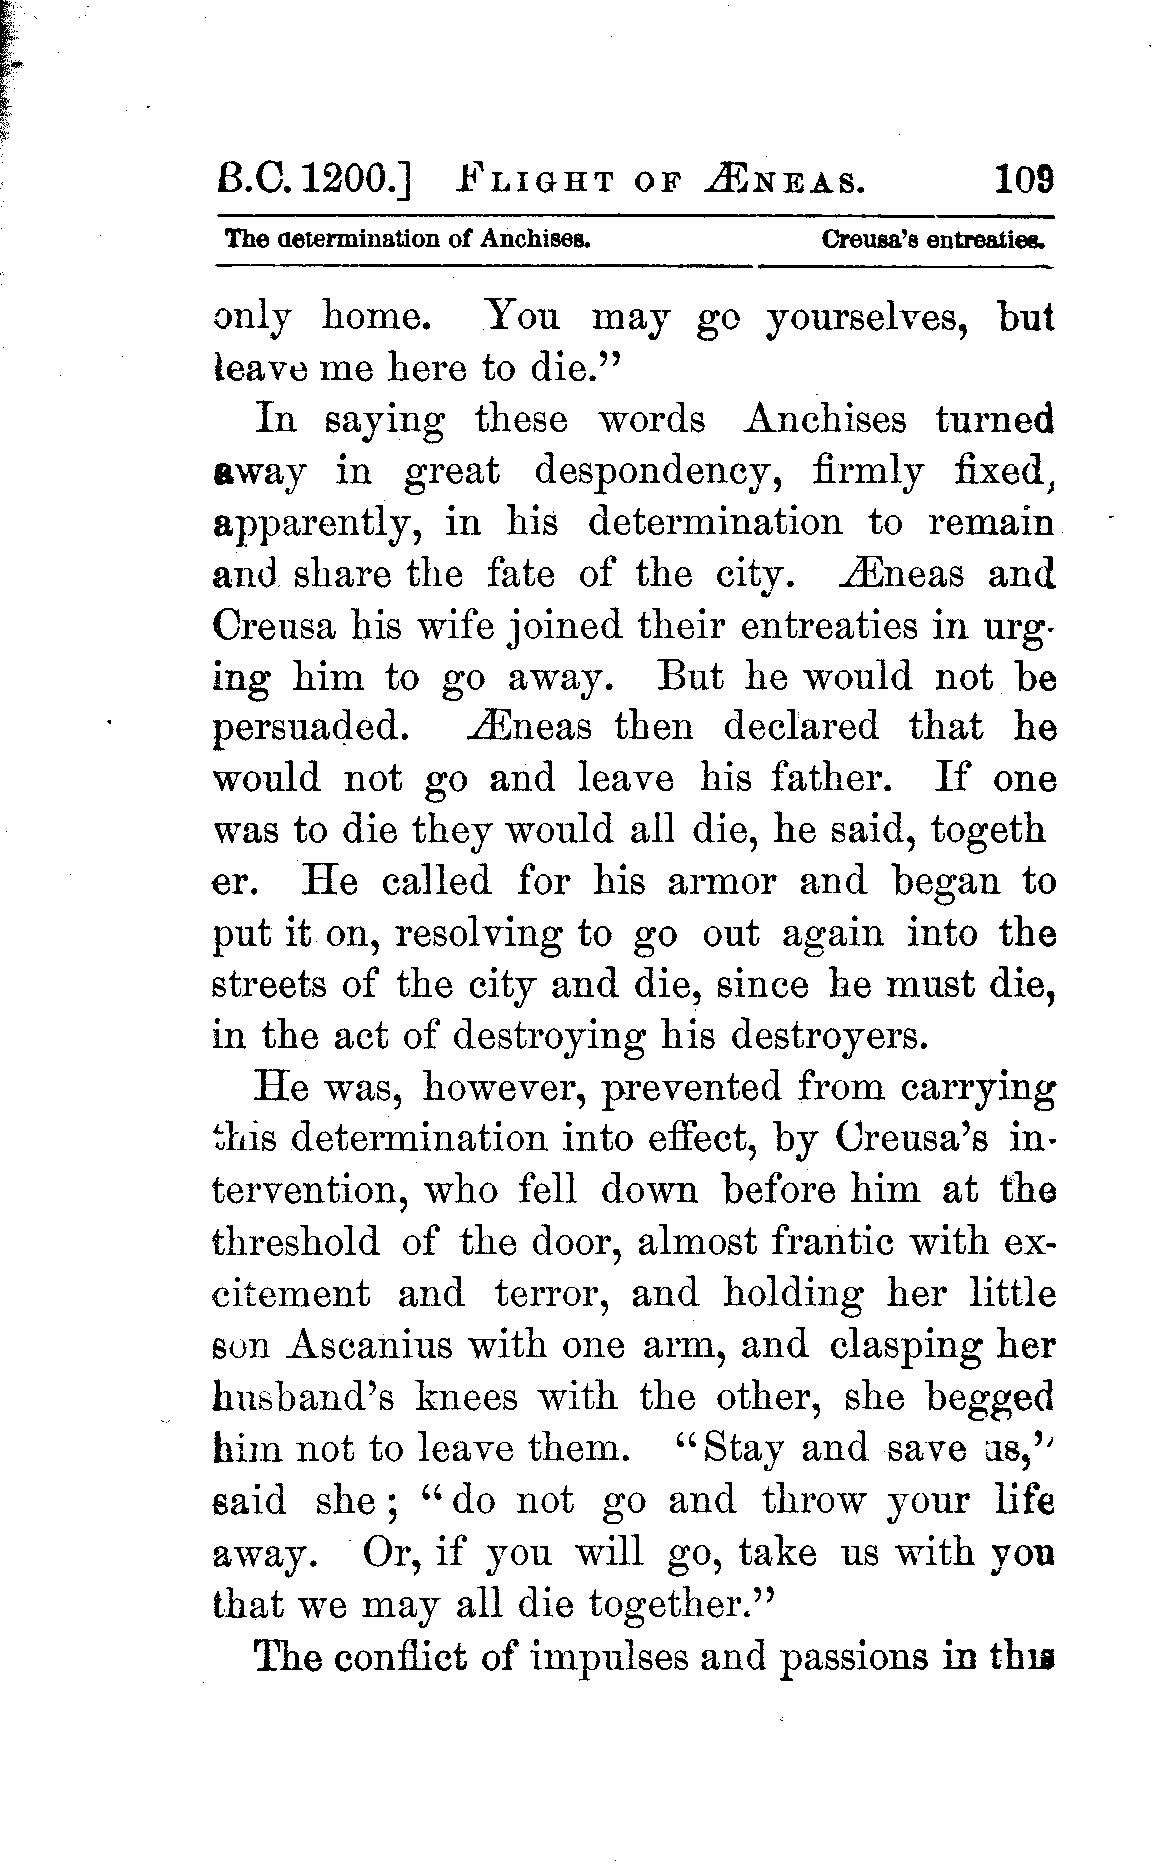 B.C. 1200.] FLIGHT OF ÆNEAS. 109
The determination of Anchises. Creusa's entreaties.
only home. You may go yourselves, but
leave me here to die."
In saying these words Anchises turned
away in great despondency, firmly fixed,
apparently, in his determination to remain
and share the fate of the city. Æneas and
Creusa his wife joined their entreaties in urg-
ing him to go away. But he would not be
persuaded. Æneas then declared that he
would not go and leave his father. If one
was to die they would all die, he said, togeth
er. He called for his armor and began to
put it on, resolving to go out again into the
streets of the city and die, since he must die,
in the act of destroying his destroyers.
He was, however, prevented from carrying
this determination into effect, by Creusa's in-
tervention, who fell down before him at the
threshold of the door, almost frantic with ex-
citement and terror, and holding her little
son Ascanius with one arm, and clasping her
husband's knees with the other, she begged
him not to leave them. "Stay and save us,"
said she; "do not go and throw your life
away. Or, if you will go, take us with you
that we may all die together."
The conflict of impulses and passions in this